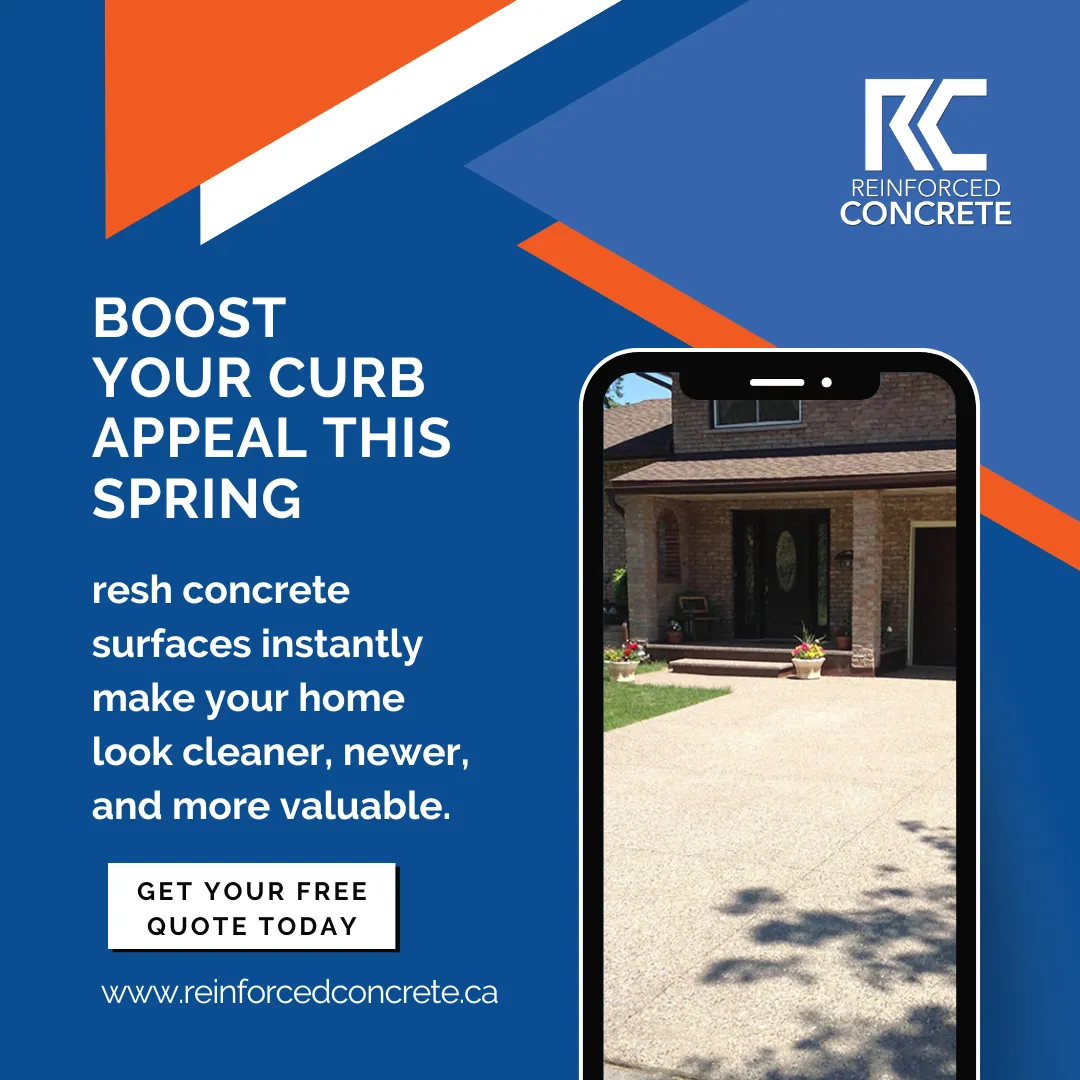 REINFORCED
CONCRETE
BOOST
YOUR CURB
APPEAL THIS
SPRING
resh concrete
surfaces instantly
make your home
look cleaner, newer,
and more valuable.
GET YOUR FREE
QUOTE TODAY
www.reinforcedconcrete.ca